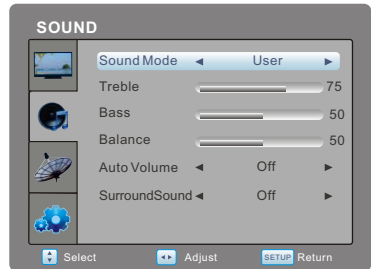 SOUND
Sound Mode ◄ User ►
Treble 75
Bass 50
Balance 50
Auto Volume ◄ Off ►
SurroundSound ◄ Off ►
Select Adjust SETUP Return